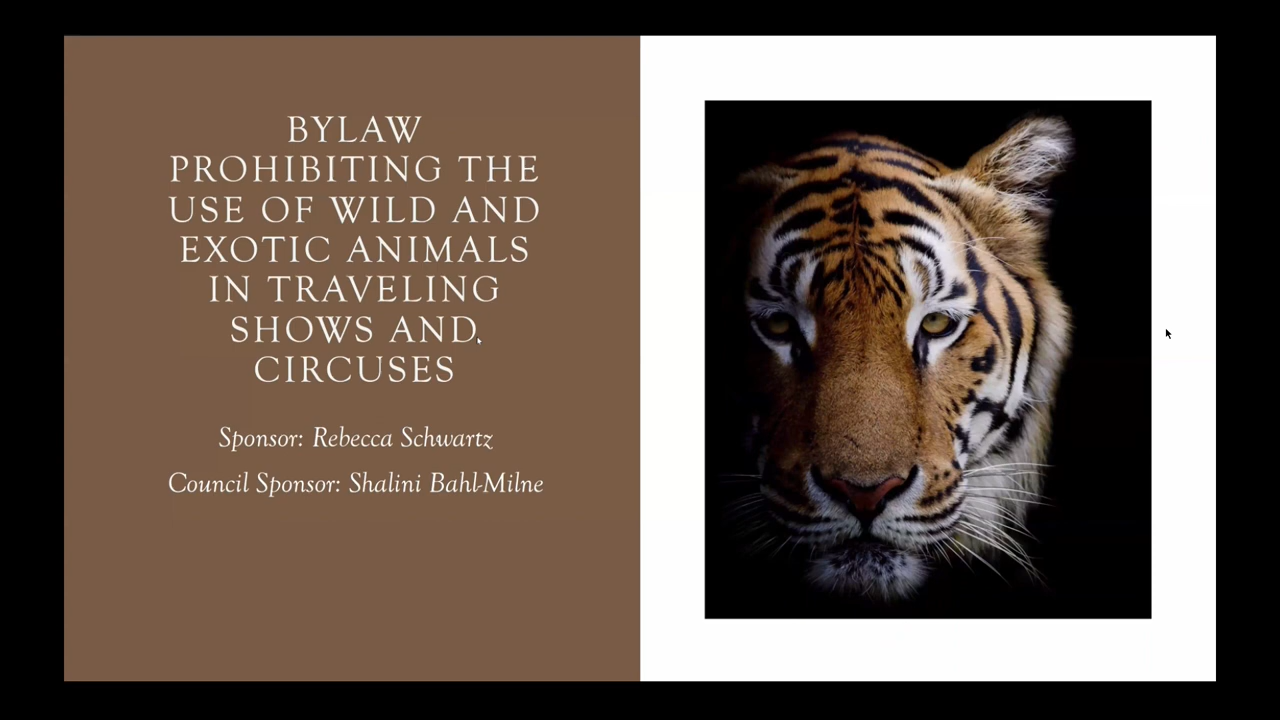 BYLAW
PROHIBITING THE
USE OF WILD AND
EXOTIC ANIMALS
IN TRAVELING
SHOWS AND
CIRCUSES
Sponsor: Rebecca Schwartz
Council Sponsor: Shalini Bahl-Milne